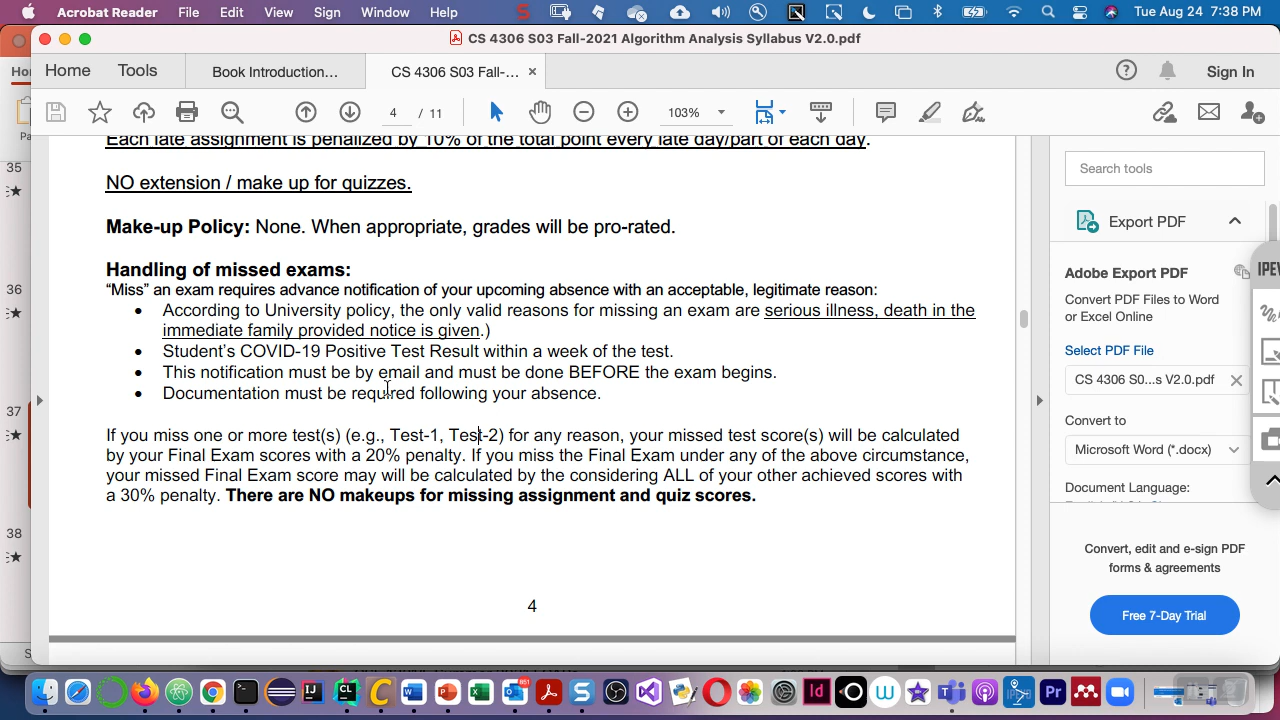 Acrobat Reader File Edit View Sign Window Help Tue Aug 24 7:38 PM
CS 4306 S03 Fall-2021 Algorithm Analysis Syllabus V2.0.pdf
Home Tools Book Introduction... CS 4306 S03 Fall-... × Sign In
4 / 11 103%
Each late assignment is penalized by 10% of the total point every late day/part of each day.
NO extension / make up for quizzes.
Make-up Policy: None. When appropriate, grades will be pro-rated.
Handling of missed exams:
“Miss” an exam requires advance notification of your upcoming absence with an acceptable, legitimate reason:
• According to University policy, the only valid reasons for missing an exam are serious illness, death in the
immediate family provided notice is given.)
• Student’s COVID-19 Positive Test Result within a week of the test.
• This notification must be by email and must be done BEFORE the exam begins.
• Documentation must be required following your absence.
If you miss one or more test(s) (e.g., Test-1, Test-2) for any reason, your missed test score(s) will be calculated
by your Final Exam scores with a 20% penalty. If you miss the Final Exam under any of the above circumstance,
your missed Final Exam score may will be calculated by the considering ALL of your other achieved scores with
a 30% penalty. There are NO makeups for missing assignment and quiz scores.
4
Search tools
Export PDF
Adobe Export PDF
Convert PDF Files to Word
or Excel Online
Select PDF File
CS 4306 S0...s V2.0.pdf
Convert to
Microsoft Word (*.docx)
Document Language:
Convert, edit and e-sign PDF
forms & agreements
Free 7-Day Trial
35
36
37
38
IPEV